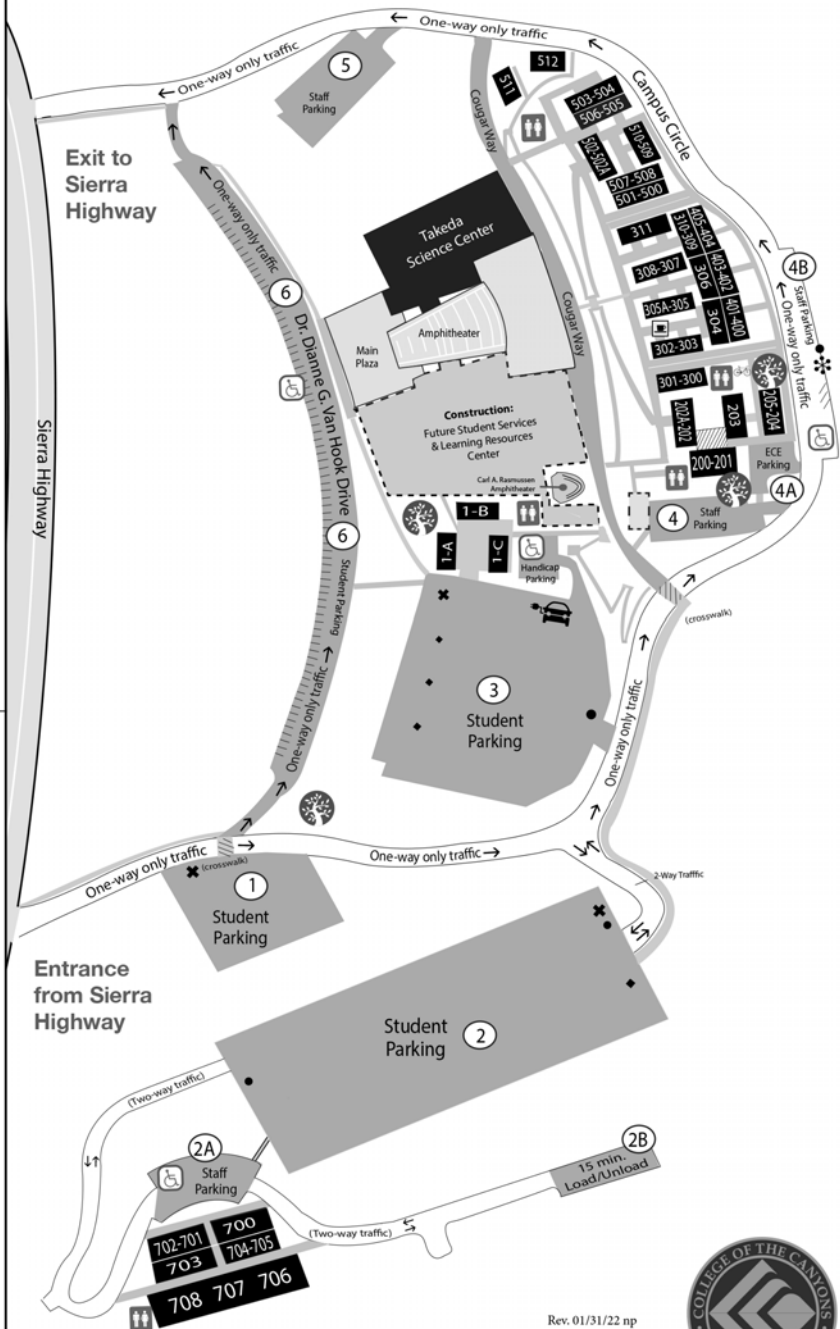 One-way only traffic
One-way only traffic
One-way only traffic
5
Staff
Parking
512
511
503-504
506-505
Campus Circle
Cougar Way
502-502A
510-509
507-508
501-500
Exit to
Sierra
Highway
One-way only traffic
Takeda
Science Center
311
405-404
310-309
308-307
306
403-402
4B
Staff Parking
6
305A-305
304
401-400
One-way only traffic
Cougar Way
Amphitheater
Main
Plaza
302-303
Dr. Dianne G. Van Hook Drive
301-300
202A-202
203
205-204
Construction:
Future Student Services
& Learning Resources
Center
Sierra Highway
200-201
ECE
Parking
Carl A. Rasmussen
Amphitheater
4A
1-B
4
Staff
Parking
6
1-A
1-C
Handicap
Parking
Student Parking
(crosswalk)
3
Student
Parking
One-way only traffic
One-way only traffic
One-way only traffic
(crosswalk)
One-way only traffic
1
Student
Parking
2-Way Trafffic
Entrance
from Sierra
Highway
Student
Parking
2
(Two-way traffic)
2A
Staff
Parking
2B
15 min.
Load/Unload
(Two-way traffic)
702-701
700
703
704-705
708 707 706
COLLEGE OF THE CANYONS
Rev. 01/31/22 np